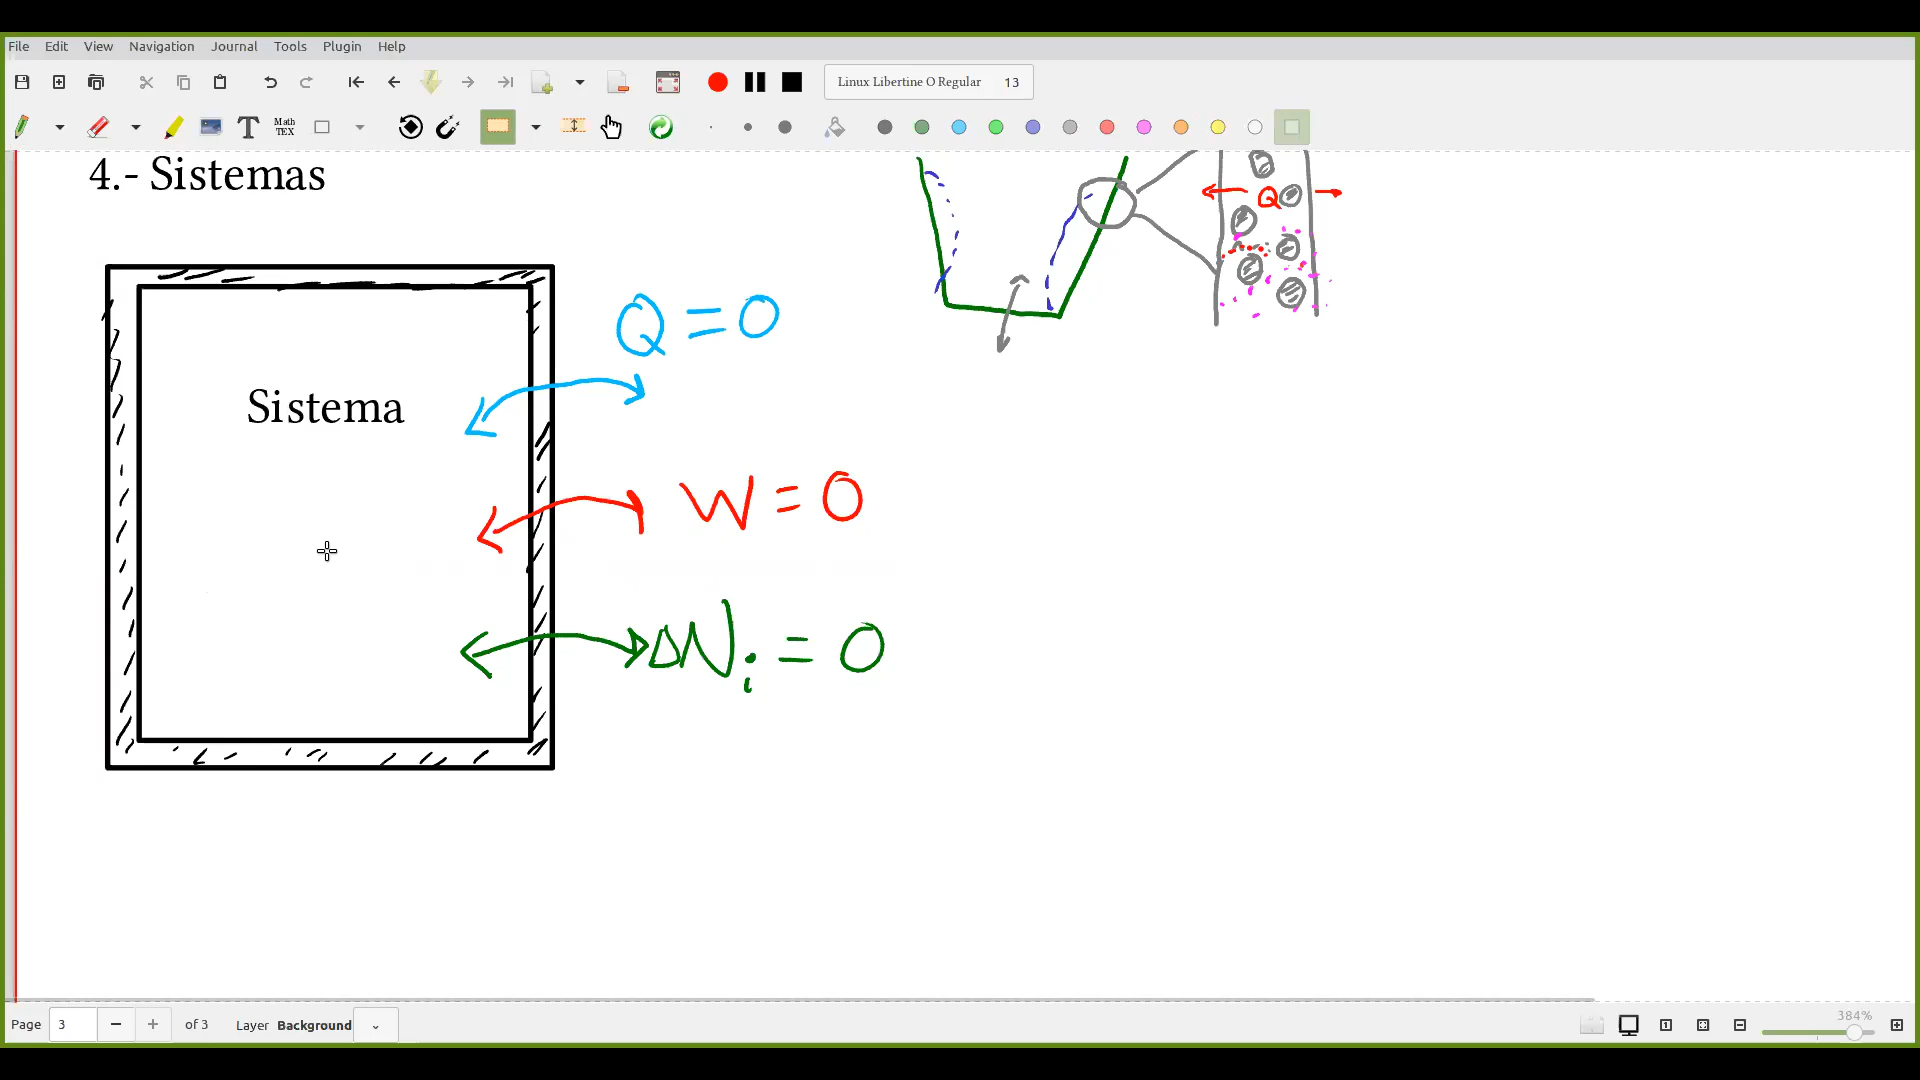 File Edit View Navigation Journal Tools Plugin Help
Linux Libertine O Regular 13
T Math TEX
4.- Sistemas
Q
Q = 0
Sistema
W = 0
ΔNi = 0
Page 3 of 3 Layer Background 384%